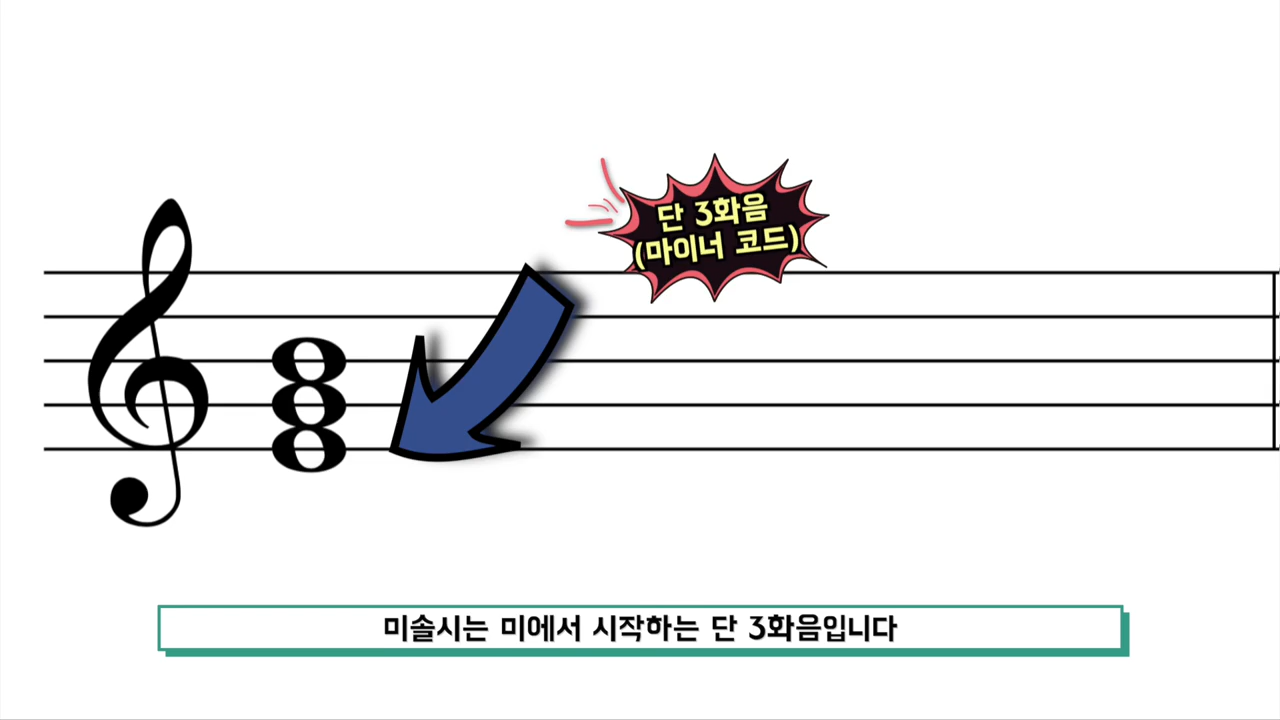 단 3화음
(마이너 코드)
미솔시는 미에서 시작하는 단 3화음입니다